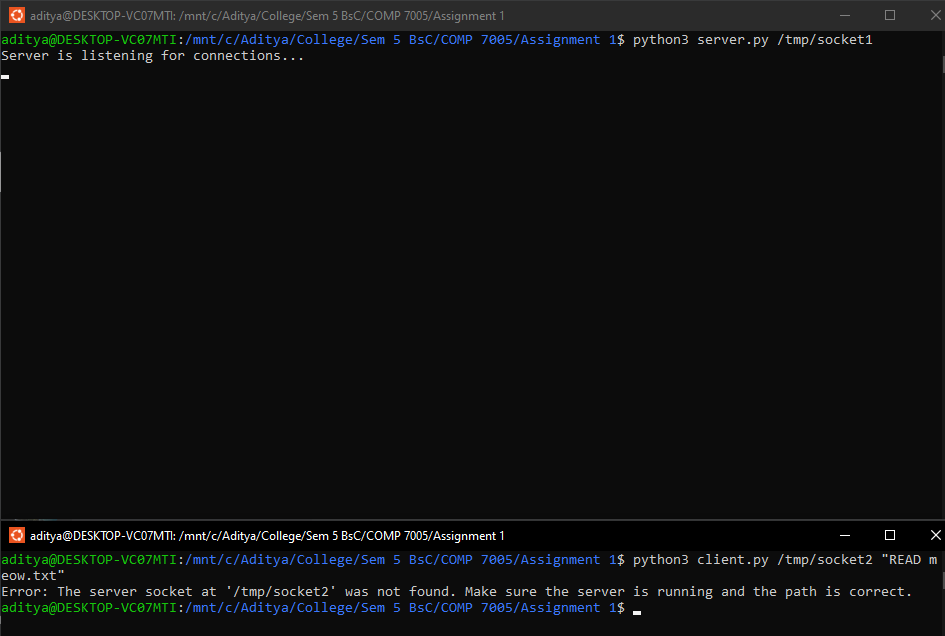 aditya@DESKTOP-VC07MTI: /mnt/c/Aditya/College/Sem 5 BsC/COMP 7005/Assignment 1
aditya@DESKTOP-VC07MTI:/mnt/c/Aditya/College/Sem 5 BsC/COMP 7005/Assignment 1$ python3 server.py /tmp/socket1
Server is listening for connections...
aditya@DESKTOP-VC07MTI: /mnt/c/Aditya/College/Sem 5 BsC/COMP 7005/Assignment 1
aditya@DESKTOP-VC07MTI:/mnt/c/Aditya/College/Sem 5 BsC/COMP 7005/Assignment 1$ python3 client.py /tmp/socket2 "READ m
eow.txt"
Error: The server socket at '/tmp/socket2' was not found. Make sure the server is running and the path is correct.
aditya@DESKTOP-VC07MTI:/mnt/c/Aditya/College/Sem 5 BsC/COMP 7005/Assignment 1$